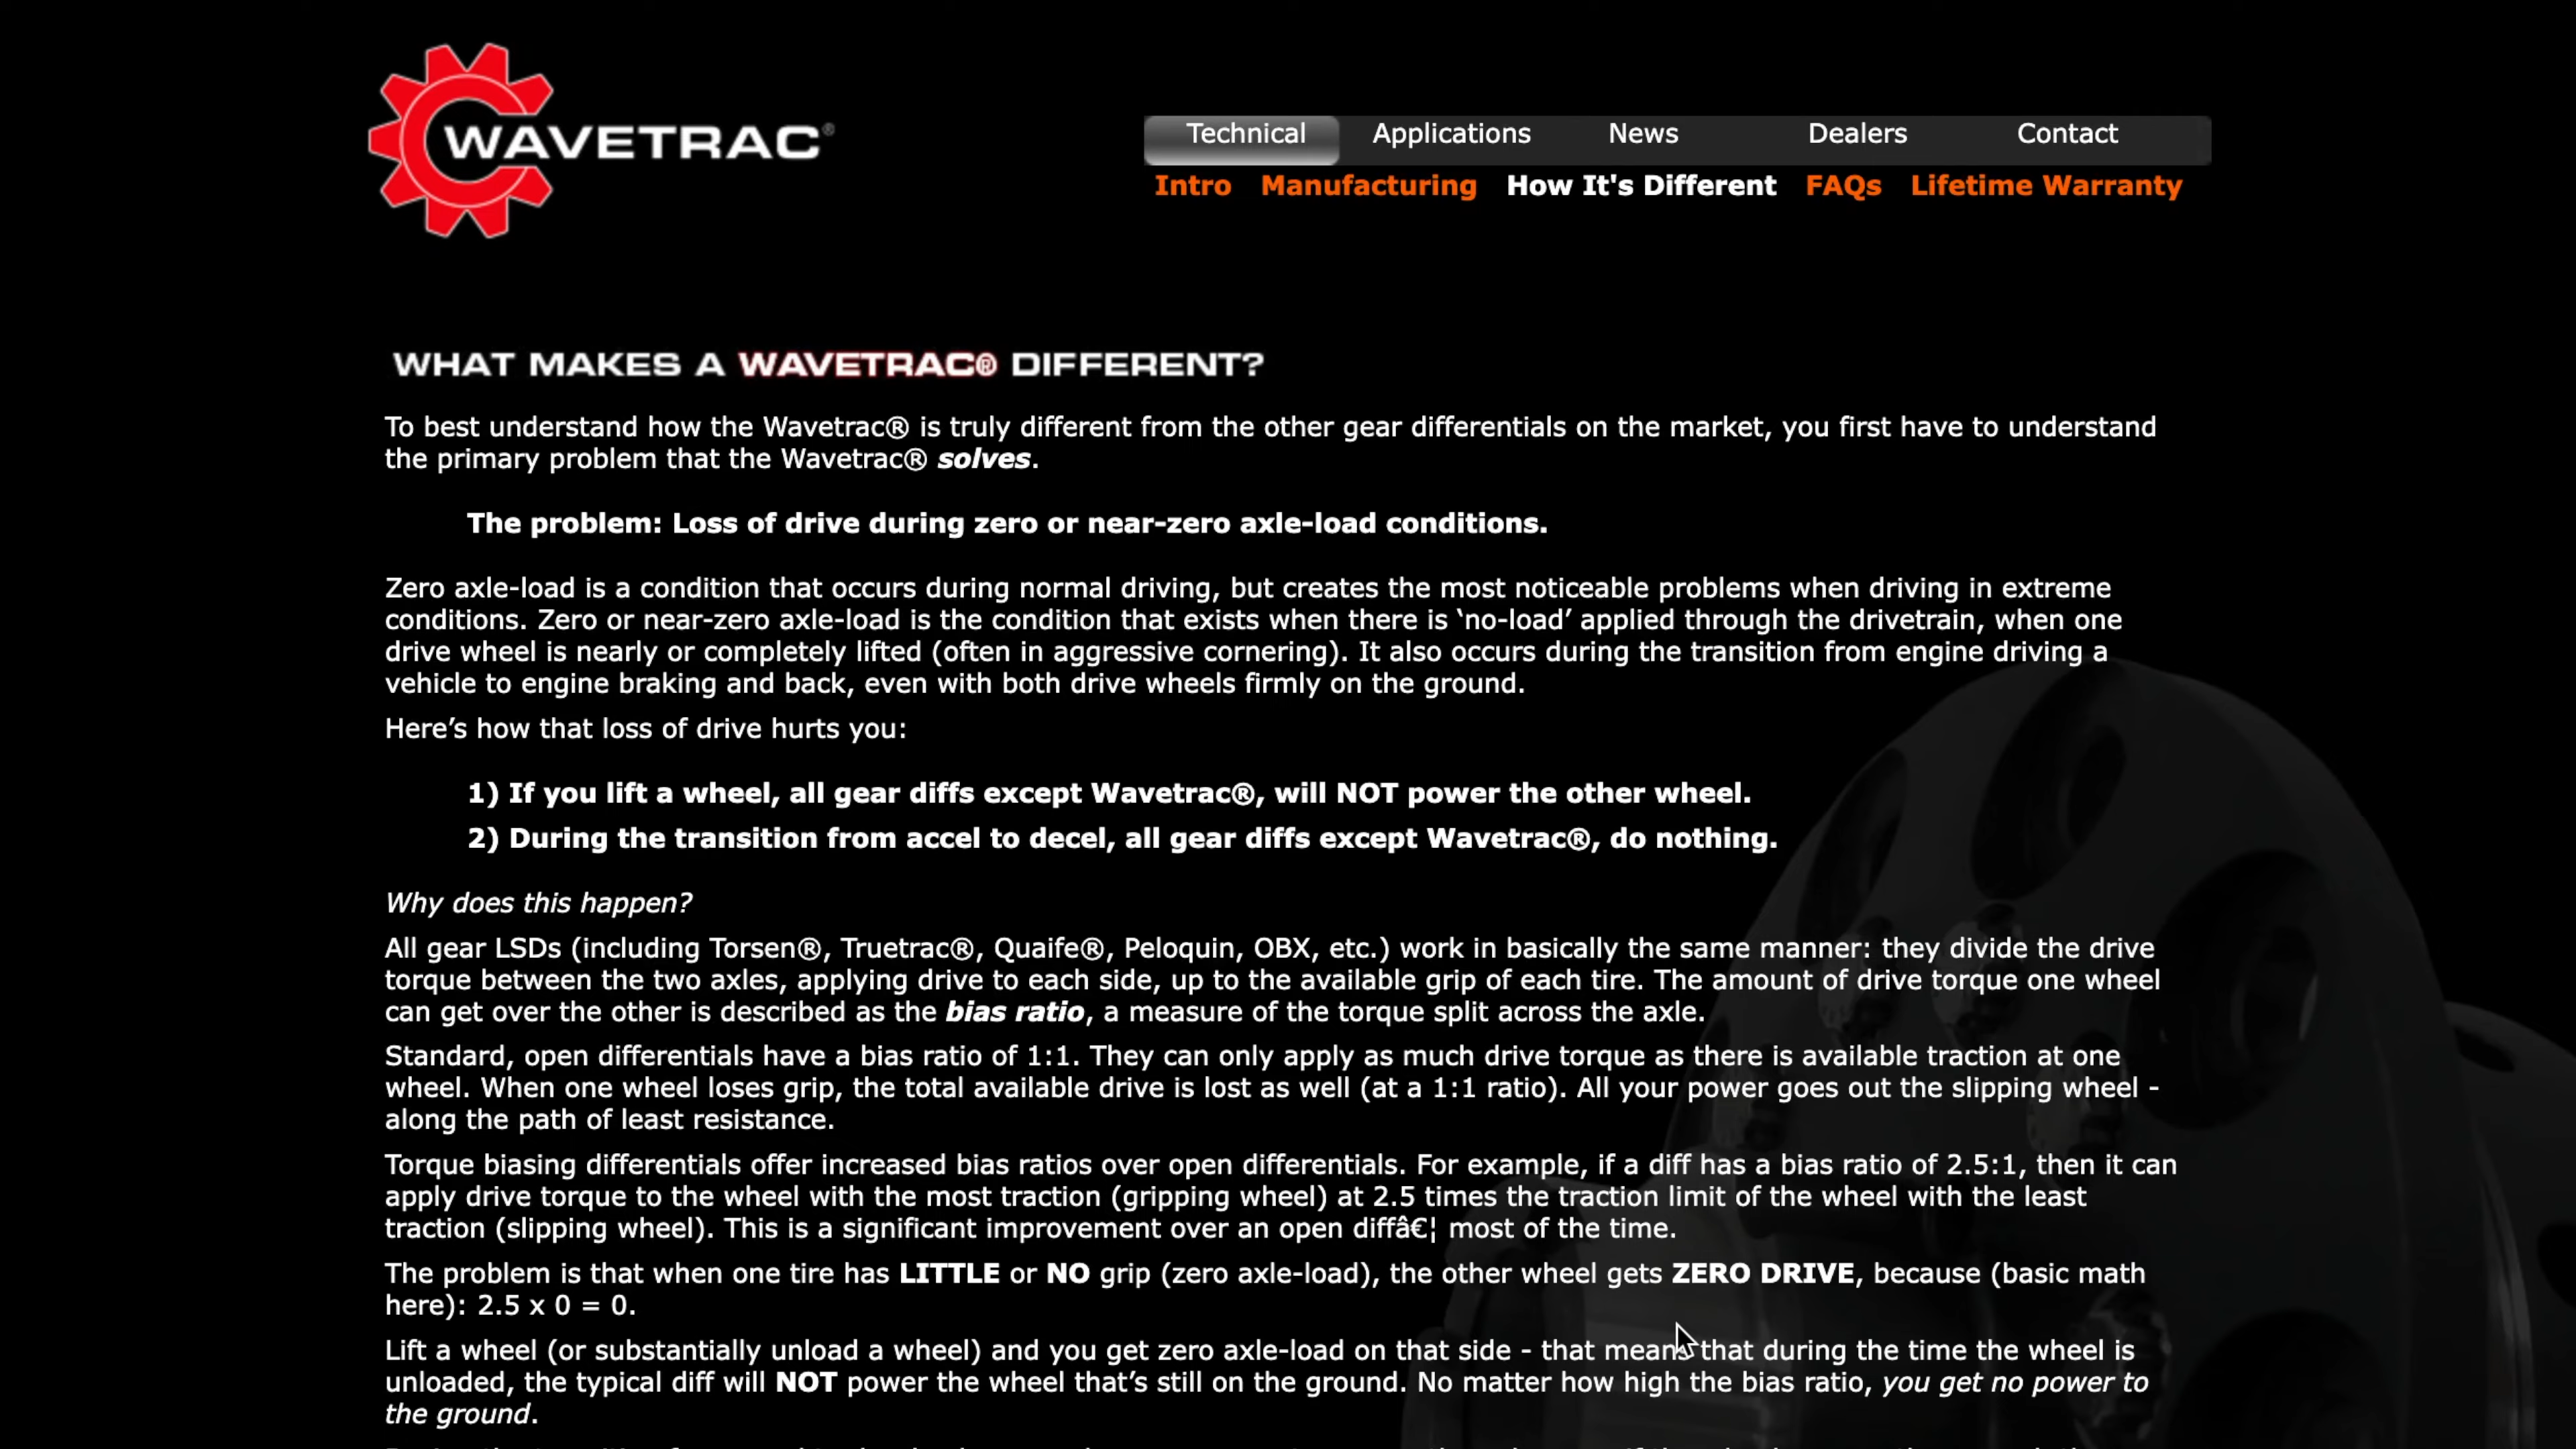 WAVETRAC®
Technical Applications News Dealers Contact
Intro Manufacturing How It's Different FAQs Lifetime Warranty
WHAT MAKES A WAVETRAC® DIFFERENT?
To best understand how the Wavetrac® is truly different from the other gear differentials on the market, you first have to understand
the primary problem that the Wavetrac® solves.
The problem: Loss of drive during zero or near-zero axle-load conditions.
Zero axle-load is a condition that occurs during normal driving, but creates the most noticeable problems when driving in extreme
conditions. Zero or near-zero axle-load is the condition that exists when there is ‘no-load’ applied through the drivetrain, when one
drive wheel is nearly or completely lifted (often in aggressive cornering). It also occurs during the transition from engine driving a
vehicle to engine braking and back, even with both drive wheels firmly on the ground.
Here’s how that loss of drive hurts you:
1) If you lift a wheel, all gear diffs except Wavetrac®, will NOT power the other wheel.
2) During the transition from accel to decel, all gear diffs except Wavetrac®, do nothing.
Why does this happen?
All gear LSDs (including Torsen®, Truetrac®, Quaife®, Peloquin, OBX, etc.) work in basically the same manner: they divide the drive
torque between the two axles, applying drive to each side, up to the available grip of each tire. The amount of drive torque one wheel
can get over the other is described as the bias ratio, a measure of the torque split across the axle.
Standard, open differentials have a bias ratio of 1:1. They can only apply as much drive torque as there is available traction at one
wheel. When one wheel loses grip, the total available drive is lost as well (at a 1:1 ratio). All your power goes out the slipping wheel -
along the path of least resistance.
Torque biasing differentials offer increased bias ratios over open differentials. For example, if a diff has a bias ratio of 2.5:1, then it can
apply drive torque to the wheel with the most traction (gripping wheel) at 2.5 times the traction limit of the wheel with the least
traction (slipping wheel). This is a significant improvement over an open diffâ€¦ most of the time.
The problem is that when one tire has LITTLE or NO grip (zero axle-load), the other wheel gets ZERO DRIVE, because (basic math
here): 2.5 x 0 = 0.
Lift a wheel (or substantially unload a wheel) and you get zero axle-load on that side - that means that during the time the wheel is
unloaded, the typical diff will NOT power the wheel that’s still on the ground. No matter how high the bias ratio, you get no power to
the ground.